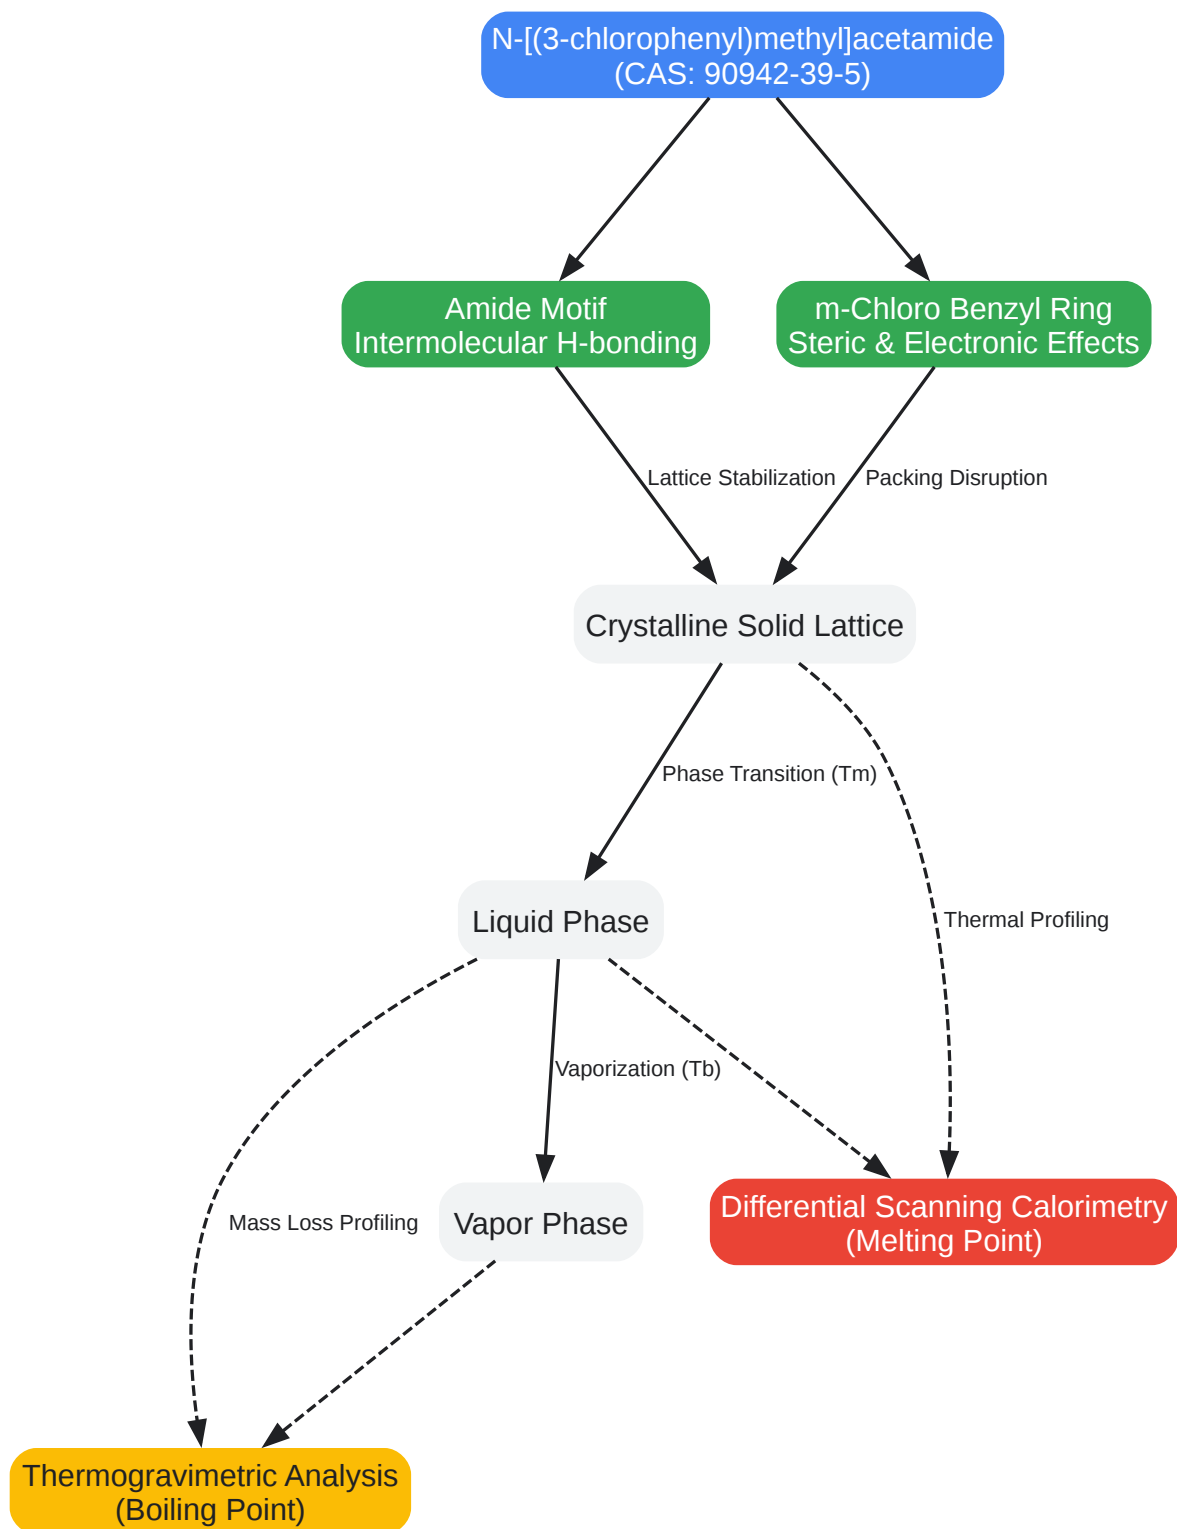 N-[(3-chlorophenyl)methyl]acetamide
(CAS: 90942-39-5)
Amide Motif
Intermolecular H-bonding
m-Chloro Benzyl Ring
Steric & Electronic Effects
Lattice Stabilization
Packing Disruption
Crystalline Solid Lattice
Phase Transition (Tm)
Liquid Phase
Thermal Profiling
Vaporization (Tb)
Mass Loss Profiling
Vapor Phase
Differential Scanning Calorimetry
(Melting Point)
Thermogravimetric Analysis
(Boiling Point)